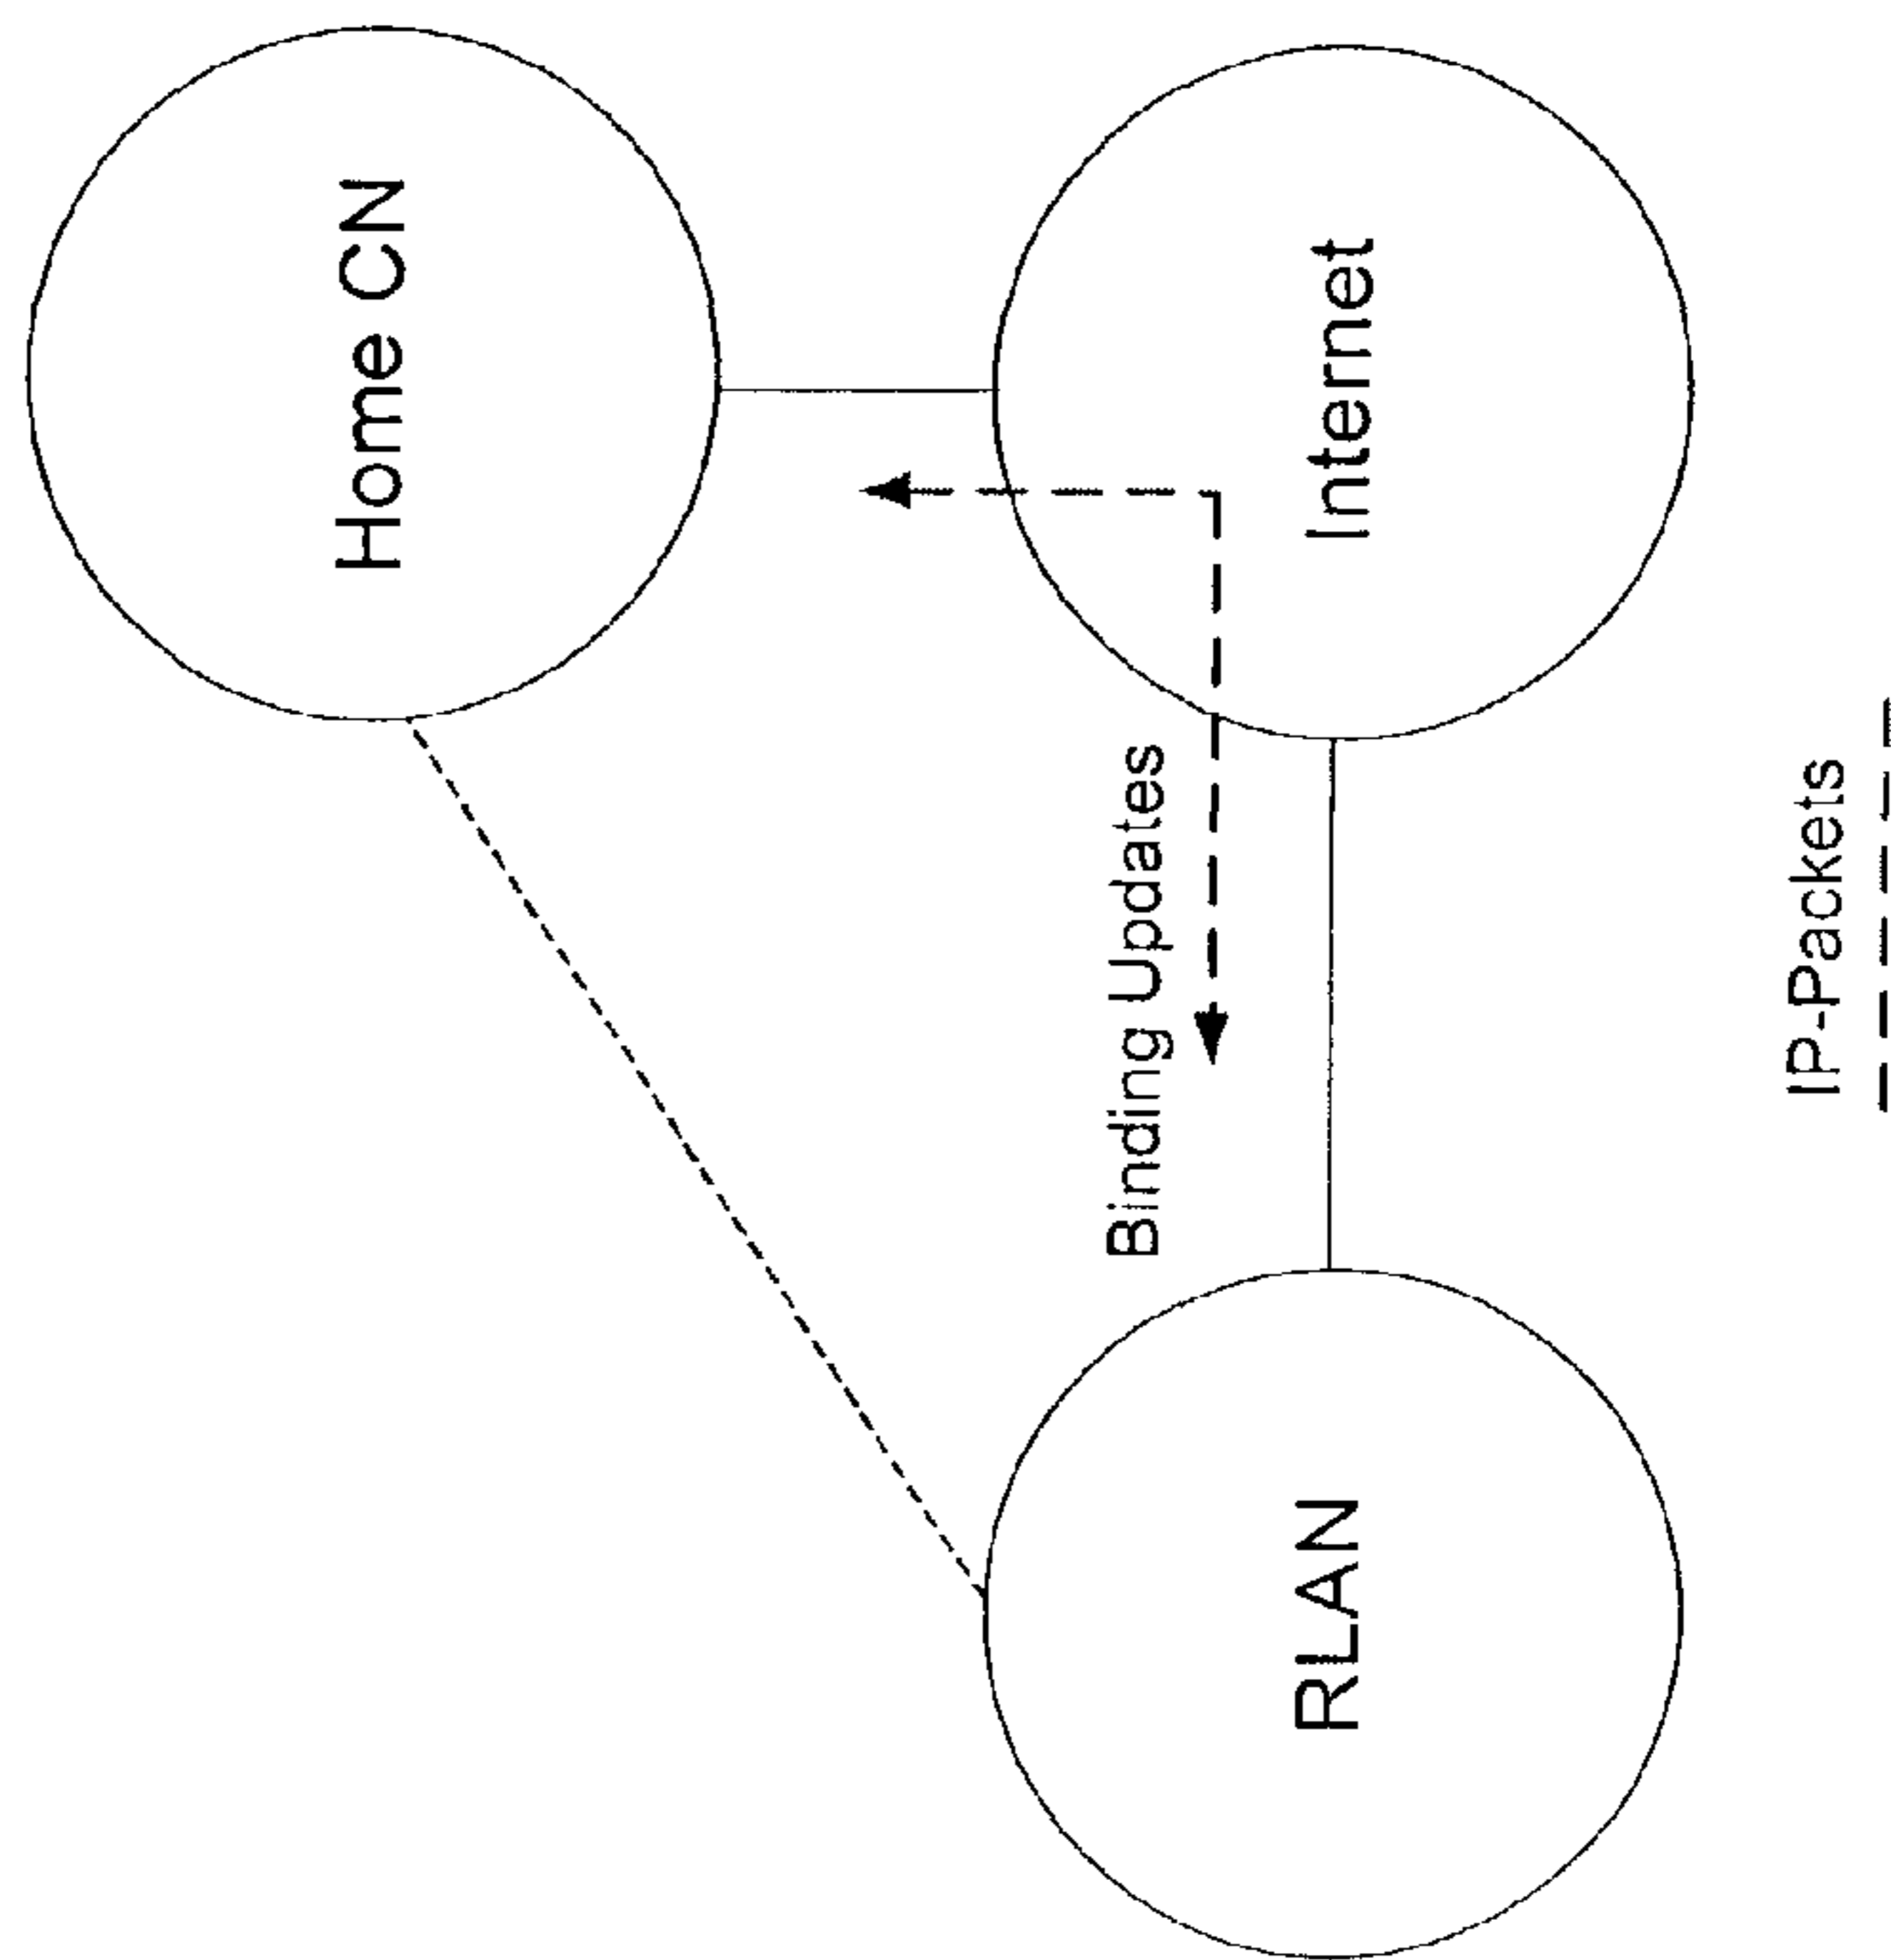 Home CN
Binding Updates
RLAN
Internet
IP-Packets